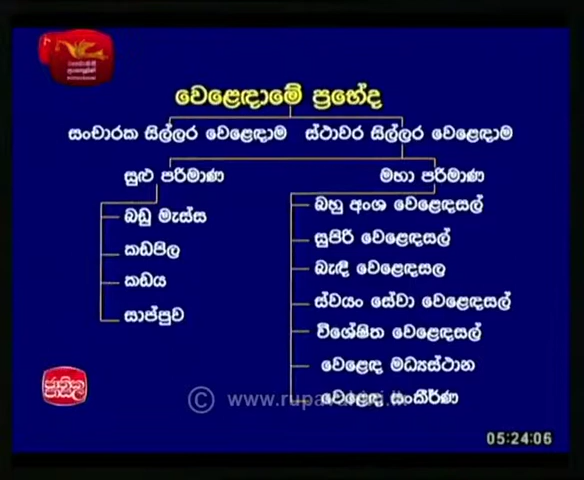 වෙළෙඳාමේ ප්‍රභේද
සංචාරක සිල්ලර වෙළෙඳාම ස්ථාවර සිල්ලර වෙළෙඳාම
සුළු පරිමාණ මහා පරිමාණ
බඩු මැස්ස
කඩපිල
කඩය
සාප්පුව
බහු අංශ වෙළෙඳසල්
සුපිරි වෙළෙඳසල්
බැඳි වෙළෙඳසල
ස්වයං සේවා වෙළෙඳසල්
විශේෂිත වෙළෙඳසල්
වෙළෙඳ මධ්‍යස්ථාන
වෙළෙඳ සංකීර්ණ
ජාතික
පාසල
© www.rupavahini.lk
05:24:06